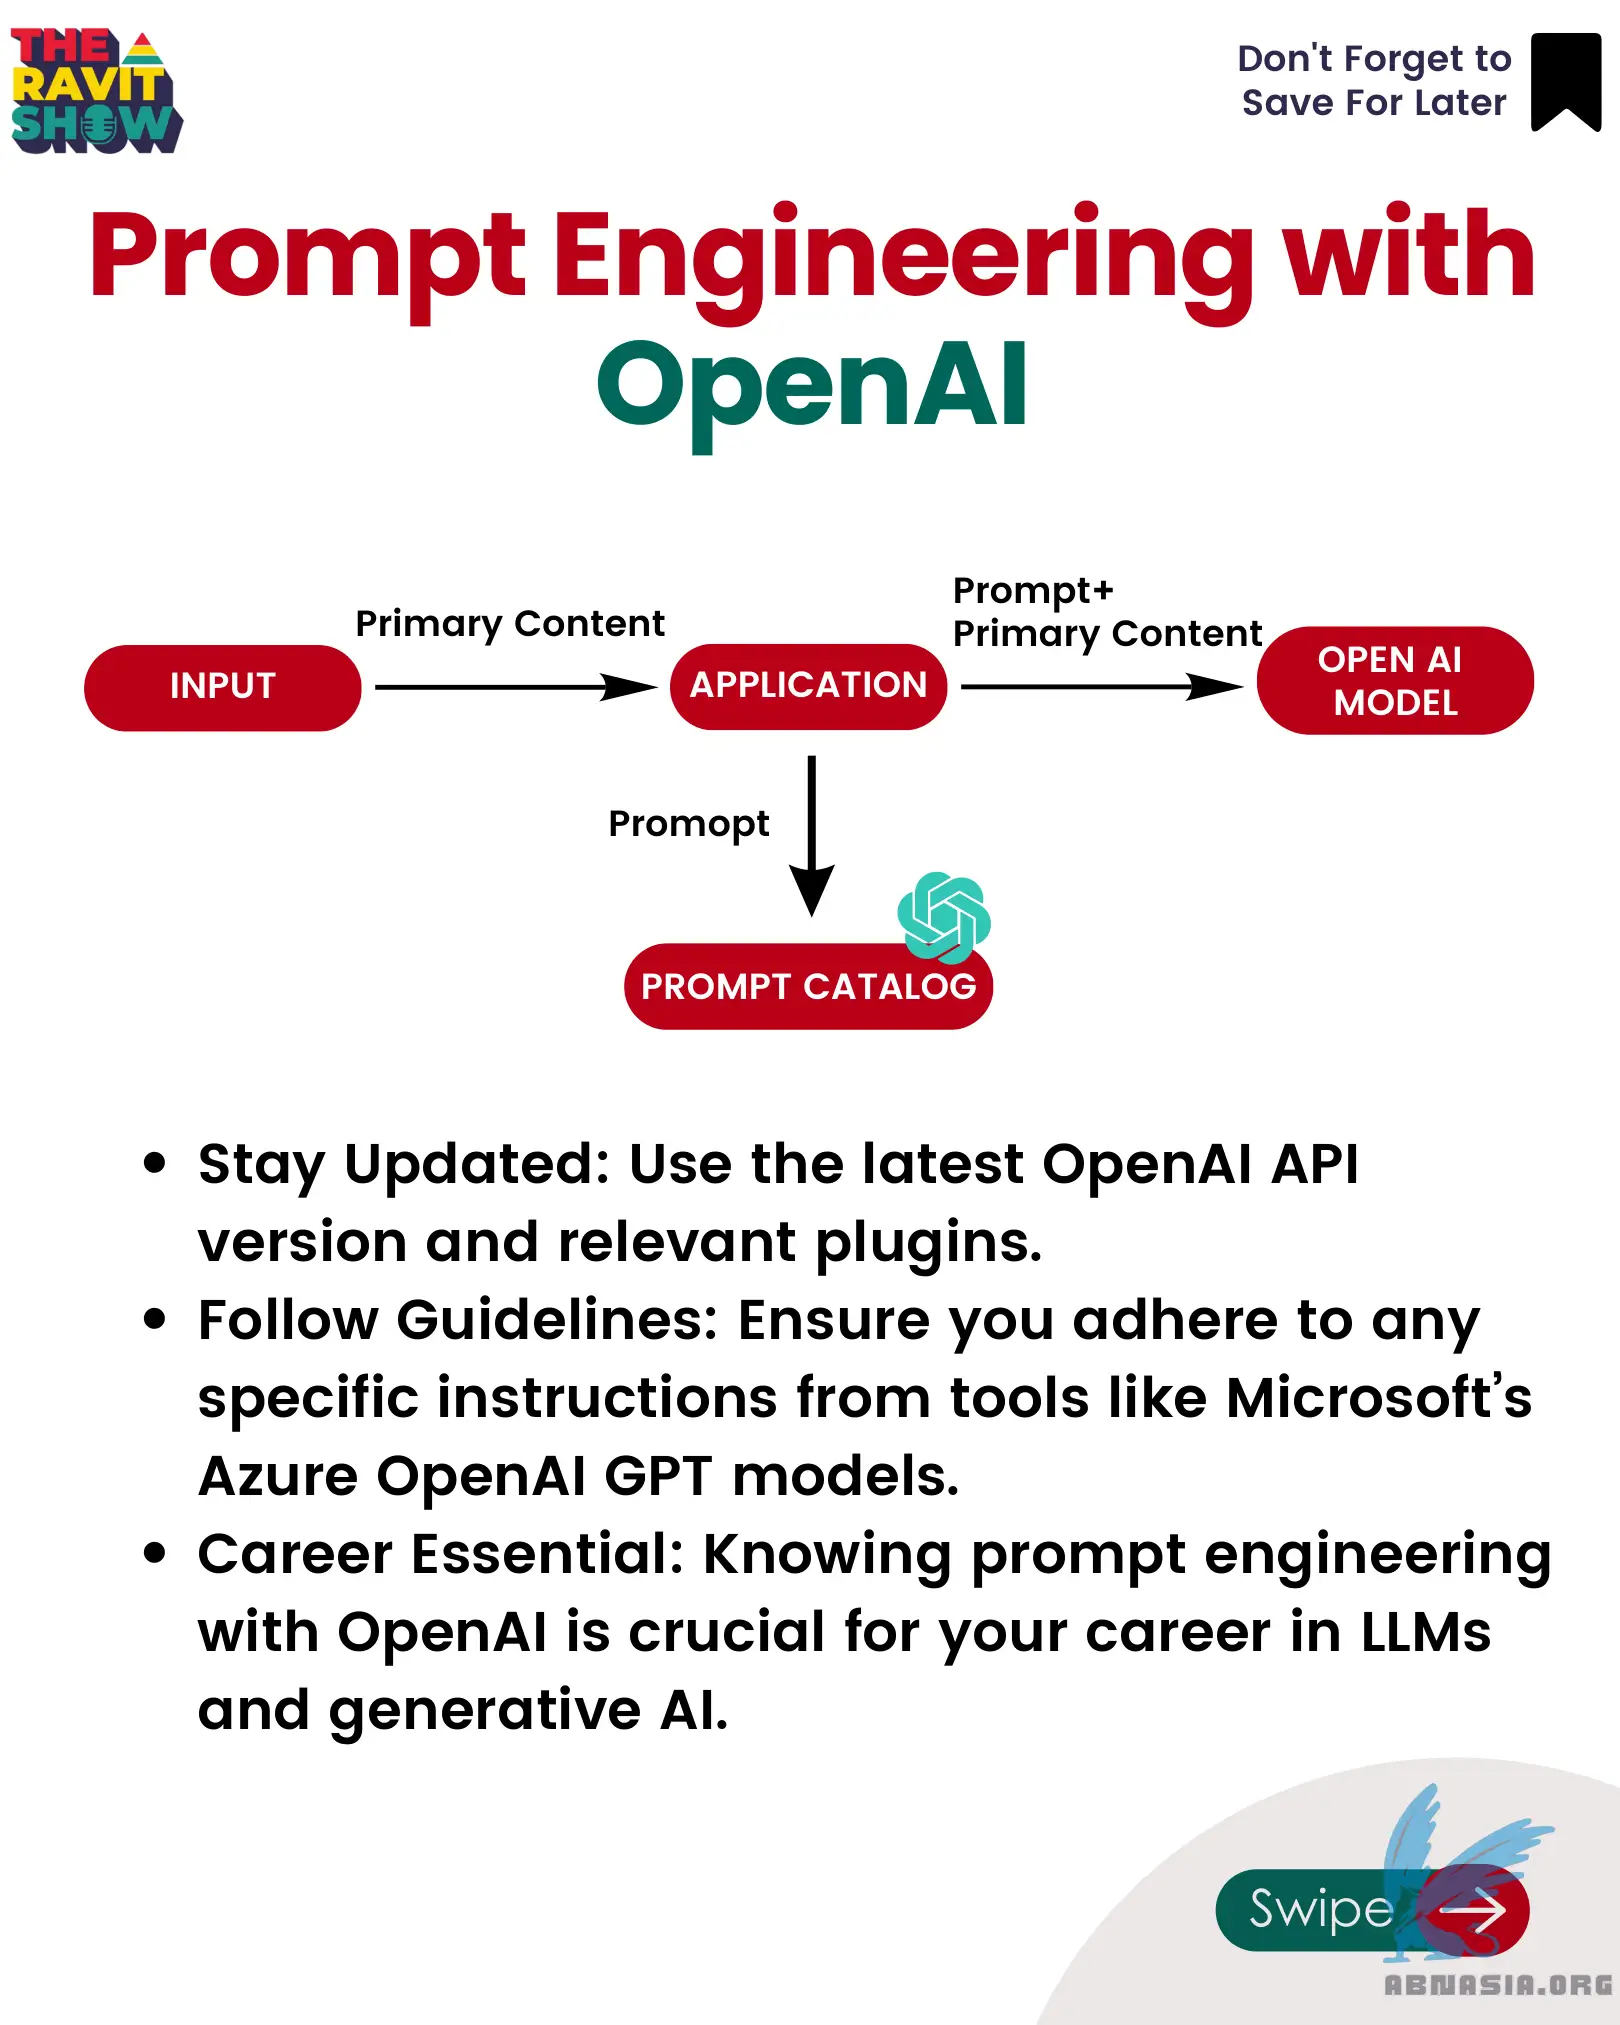 THE
RAVIT
SHOW
Don't Forget to
Save For Later
Prompt Engineering with
OpenAI
Primary Content
Prompt+
Primary Content
INPUT
APPLICATION
OPEN AI
MODEL
Promopt
PROMPT CATALOG
• Stay Updated: Use the latest OpenAI API
version and relevant plugins.
• Follow Guidelines: Ensure you adhere to any
specific instructions from tools like Microsoft’s
Azure OpenAI GPT models.
• Career Essential: Knowing prompt engineering
with OpenAI is crucial for your career in LLMs
and generative AI.
Swipe
ABNASIA.ORG